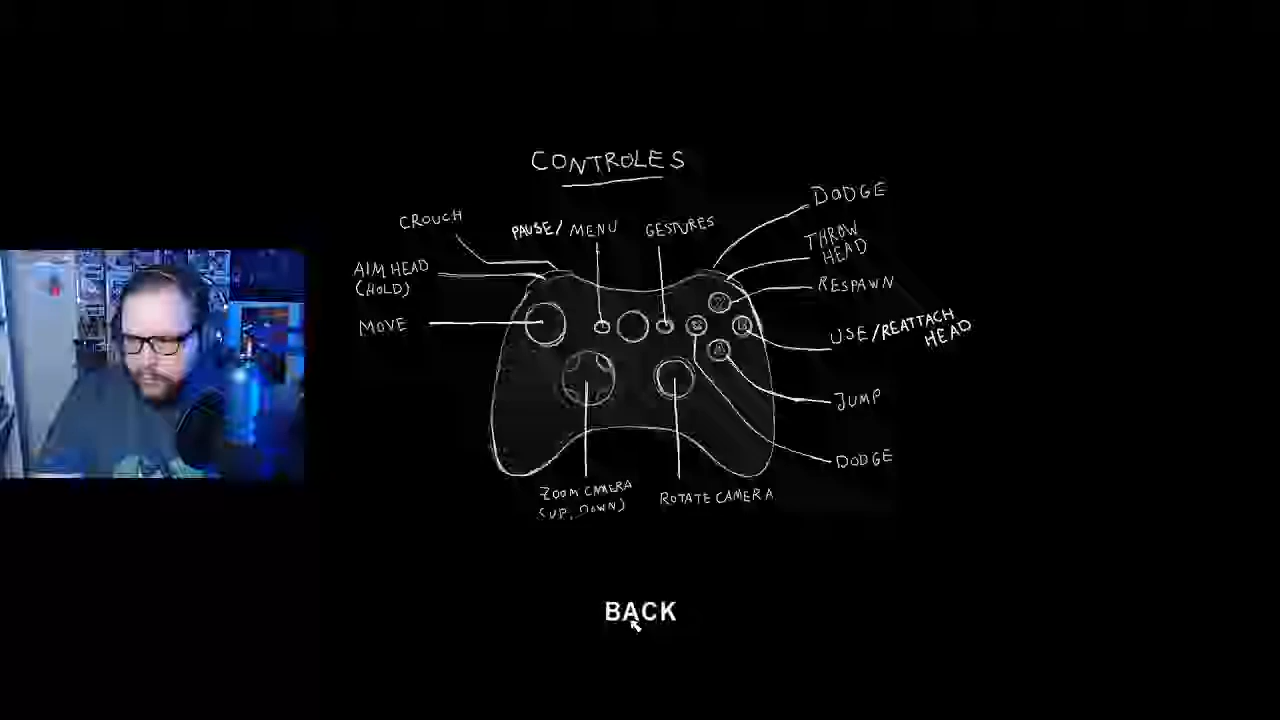 CONTROLES
CROUCH
PAUSE/ MENU
GESTURES
DODGE
THROW
HEAD
AIM HEAD
(HOLD)
RESPAWN
MOVE
USE/REATTACH
HEAD
JUMP
DODGE
ZOOM CAMERA
(UP, DOWN)
ROTATE CAMERA
BACK